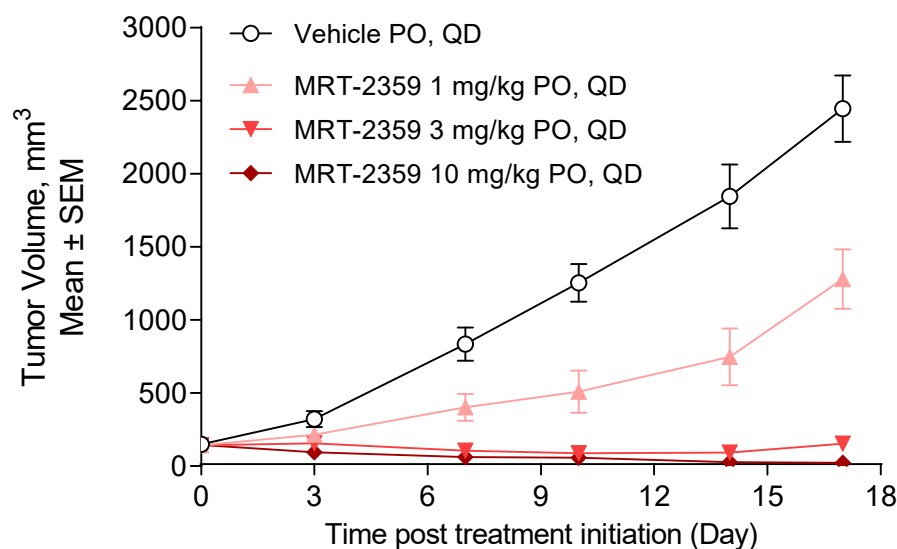 3000
2500
2000
1500
1000
500
0
Tumor Volume, mm³
Mean ± SEM
Vehicle PO, QD
MRT-2359 1 mg/kg PO, QD
MRT-2359 3 mg/kg PO, QD
MRT-2359 10 mg/kg PO, QD
0 3 6 9 12 15 18
Time post treatment initiation (Day)